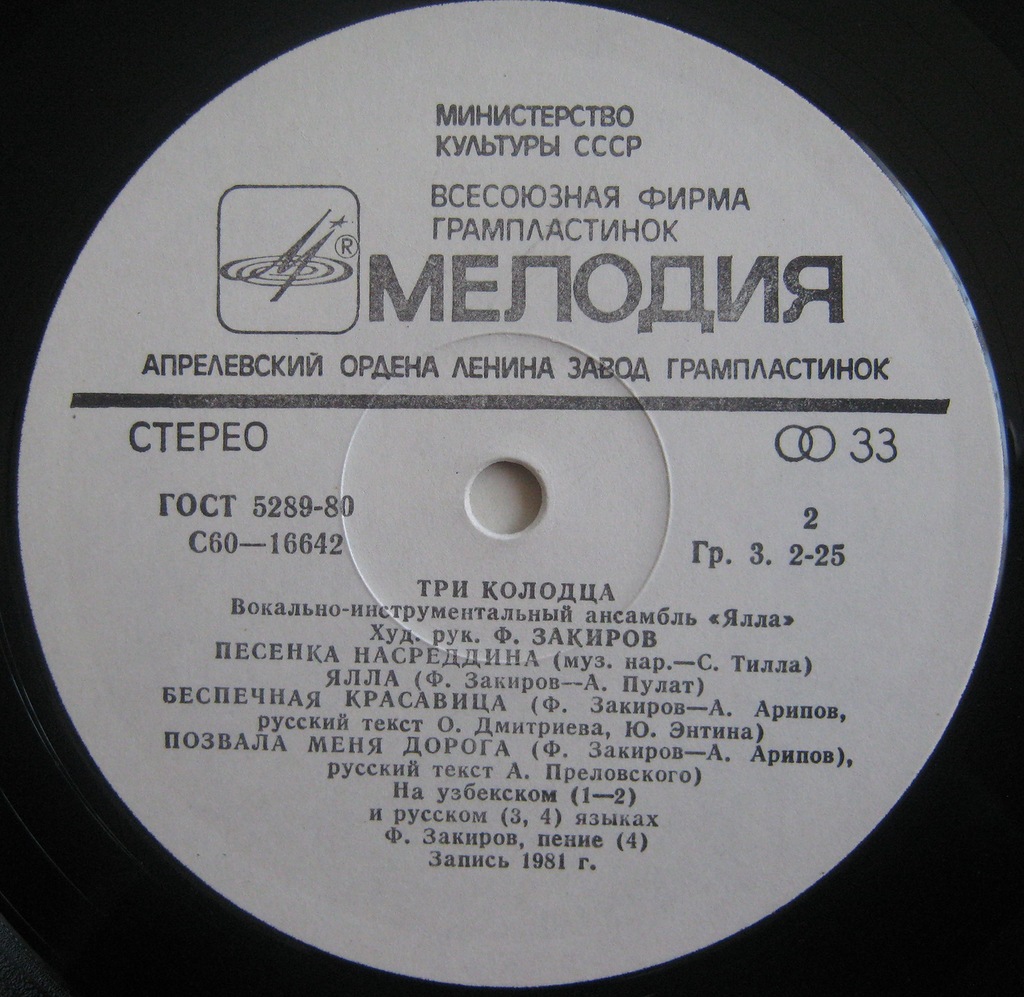 МИНИСТЕРСТВО
КУЛЬТУРЫ СССР
ВСЕСОЮЗНАЯ ФИРМА
ГРАМПЛАСТИНОК
®
МЕЛОДИЯ
АПРЕЛЕВСКИЙ ОРДЕНА ЛЕНИНА ЗАВОД ГРАМПЛАСТИНОК
СТЕРЕО
33
ГОСТ 5289-80
С60—16642
2
Гр. 3. 2-25
ТРИ КОЛОДЦА
Вокально-инструментальный ансамбль «Ялла»
Худ. рук. Ф. ЗАКИРОВ
ПЕСЕНКА НАСРЕДДИНА (муз. нар.—С. Тилла)
ЯЛЛА (Ф. Закиров—А. Пулат)
БЕСПЕЧНАЯ КРАСАВИЦА (Ф. Закиров—А. Арипов,
русский текст О. Дмитриева, Ю. Энтина)
ПОЗВАЛА МЕНЯ ДОРОГА (Ф. Закиров—А. Арипов),
русский текст А. Преловского)
На узбекском (1—2)
и русском (3, 4) языках
Ф. Закиров, пение (4)
Запись 1981 г.